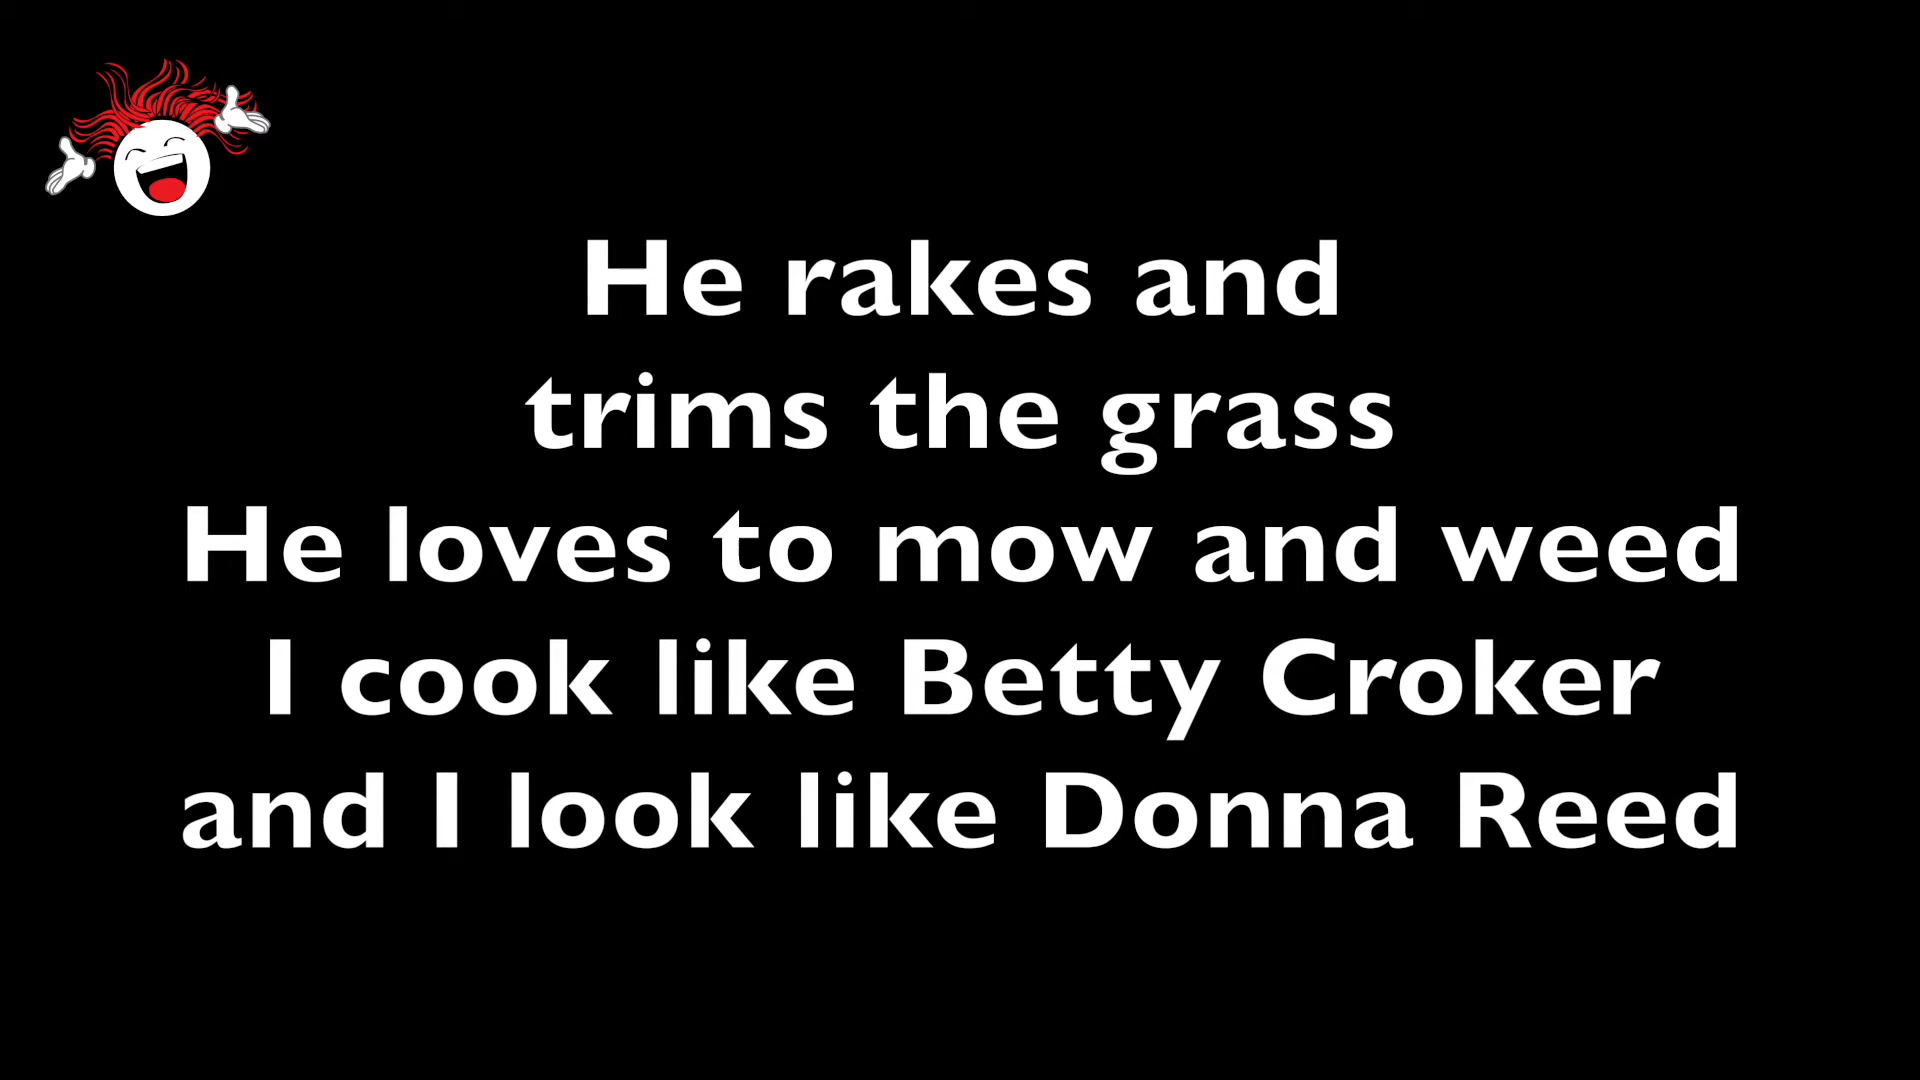 He rakes and
trims the grass
He loves to mow and weed
I cook like Betty Croker
and I look like Donna Reed